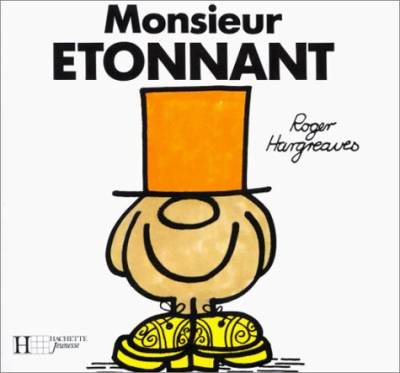 Monsieur
ETONNANT
Roger
Hargreaves
H HACHETTE
Jeunesse